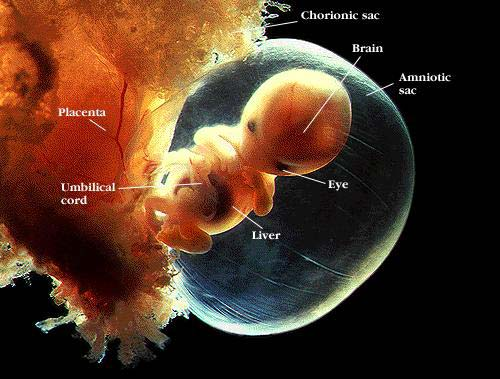 Chorionic sac
Brain
Amniotic
sac
Placenta
Umbilical
cord
Eye
Liver